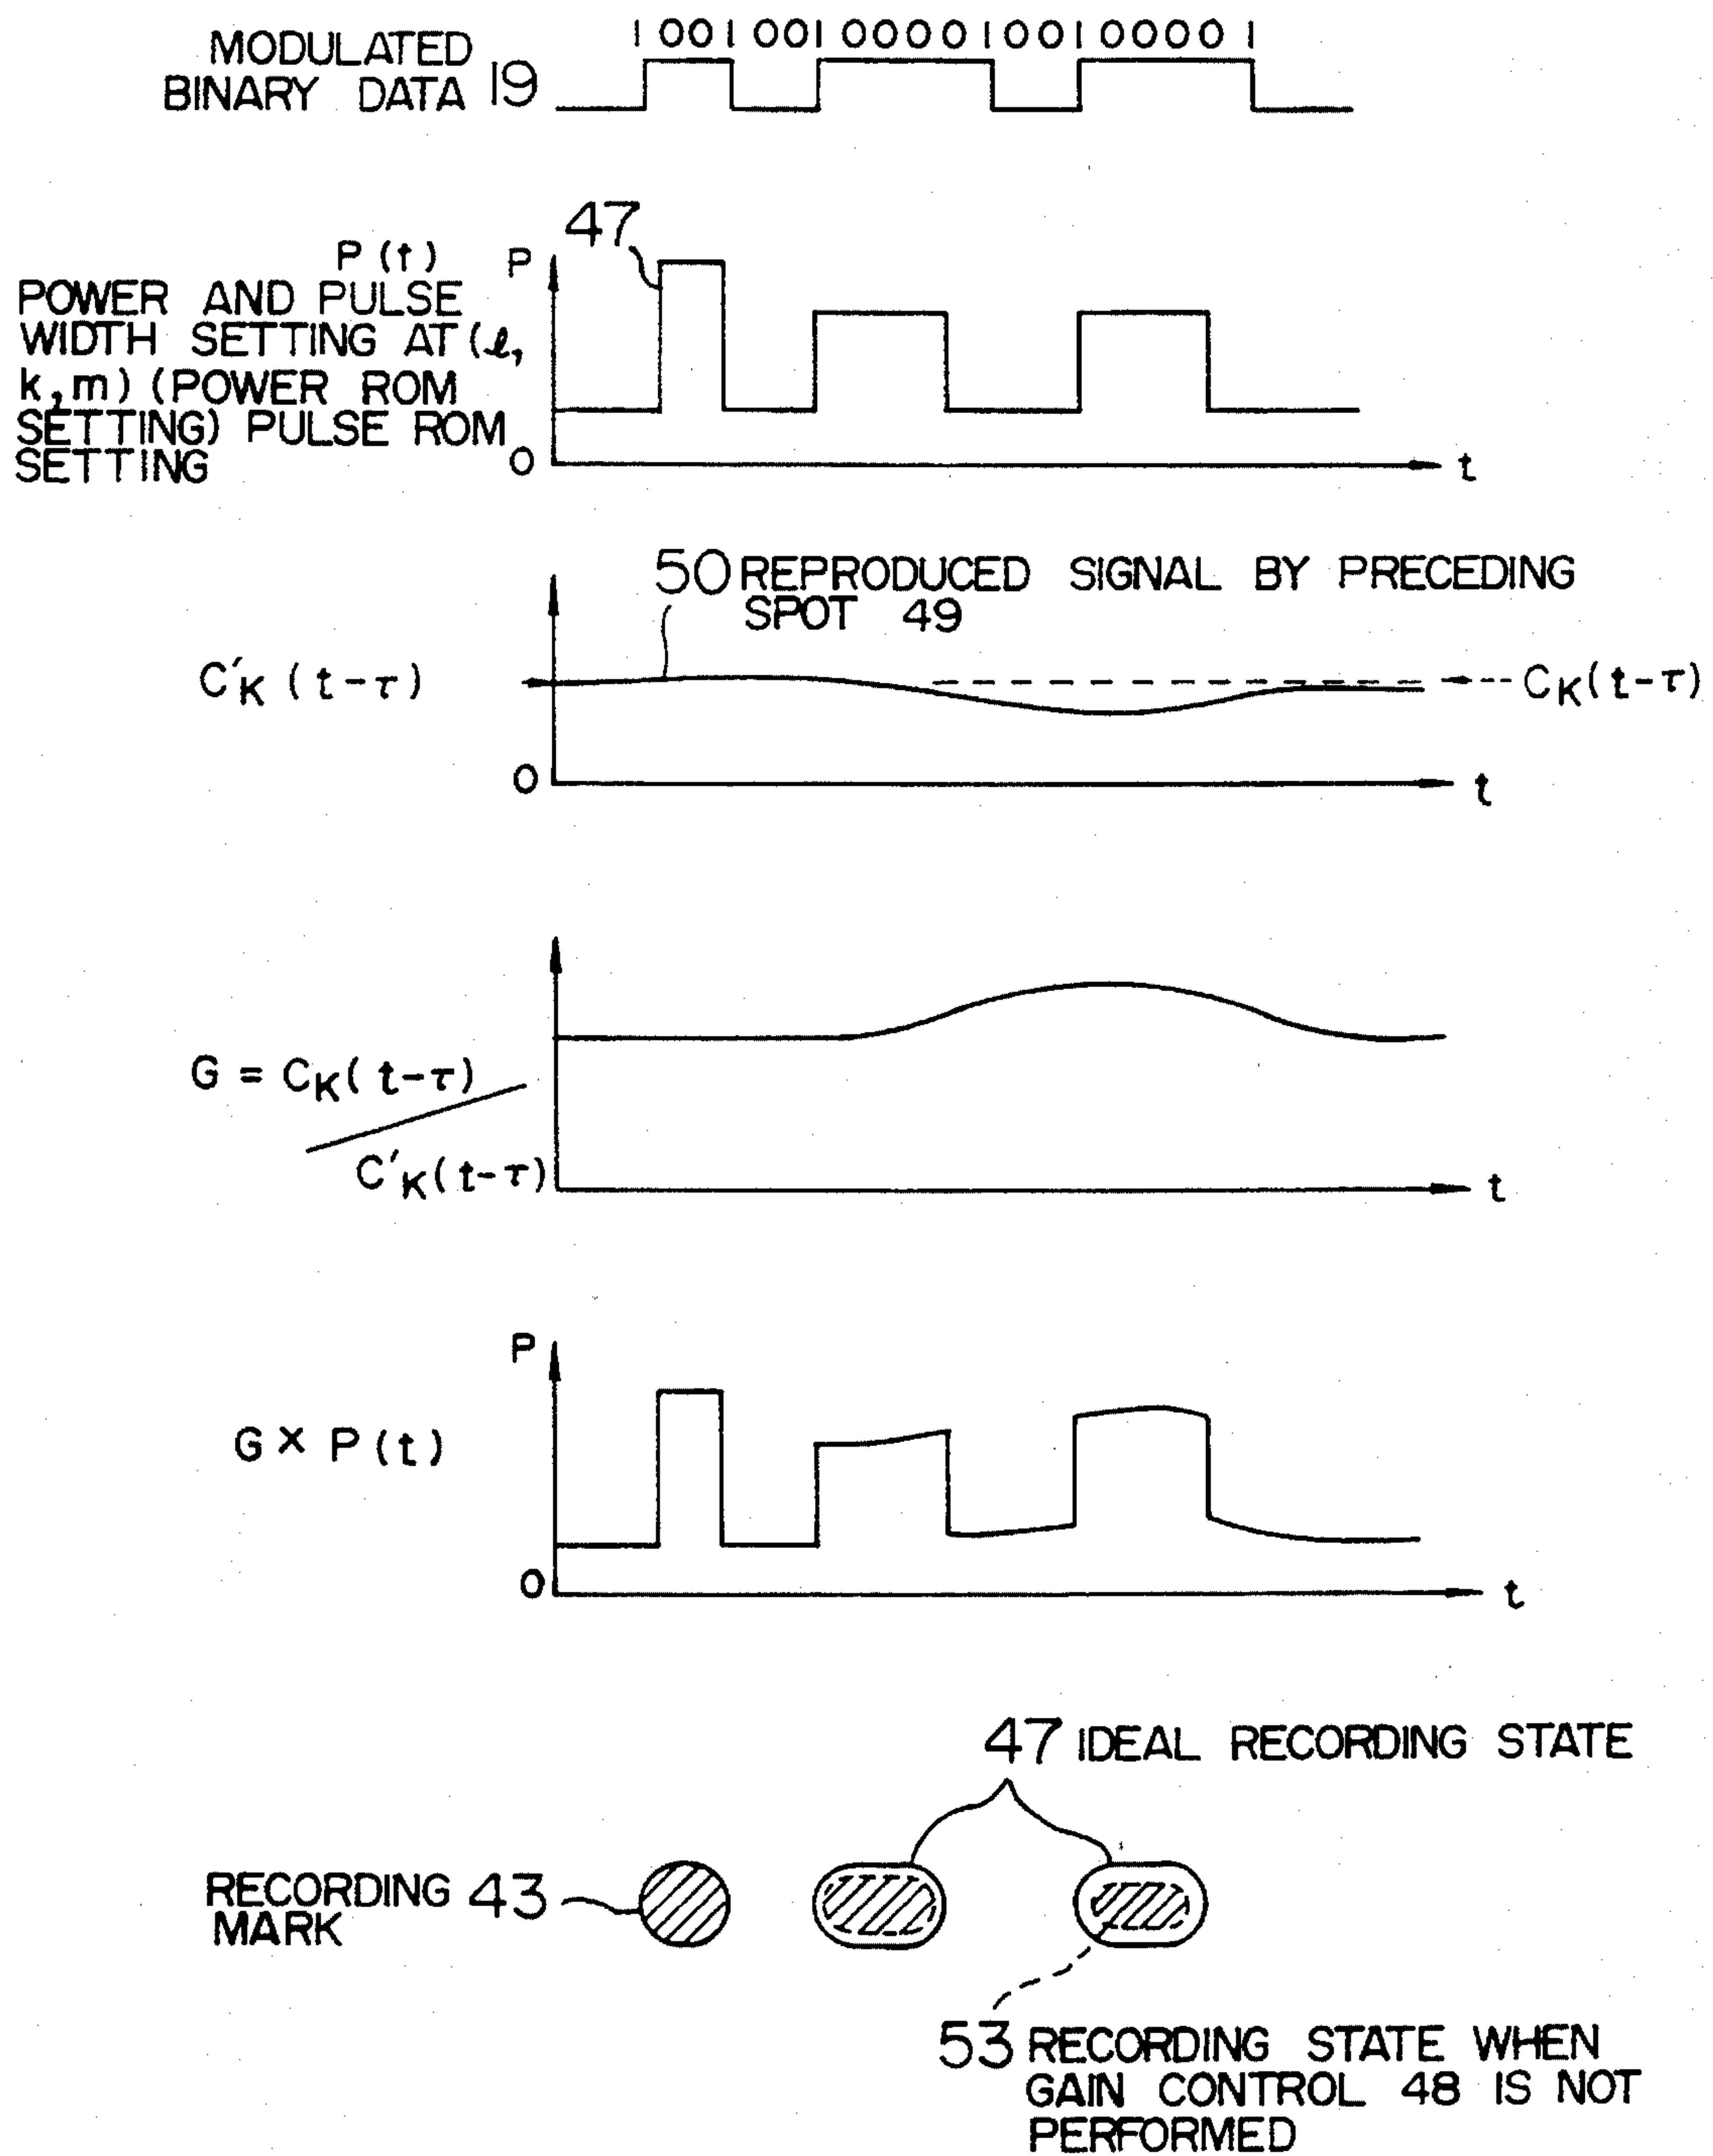 1001001000010010000 1
MODULATED
BINARY DATA 19
47
P (t)
P
POWER AND PULSE
WIDTH SETTING AT (ℓ,
k, m) (POWER ROM
SETTING) PULSE ROM
SETTING
0
t
50 REPRODUCED SIGNAL BY PRECEDING
SPOT 49
C'K (t-τ)
CK(t-τ)
0
t
G = CK(t-τ)
C'K(t-τ)
t
P
G × P(t)
0
t
47 IDEAL RECORDING STATE
RECORDING 43
MARK
53 RECORDING STATE WHEN
GAIN CONTROL 48 IS NOT
PERFORMED